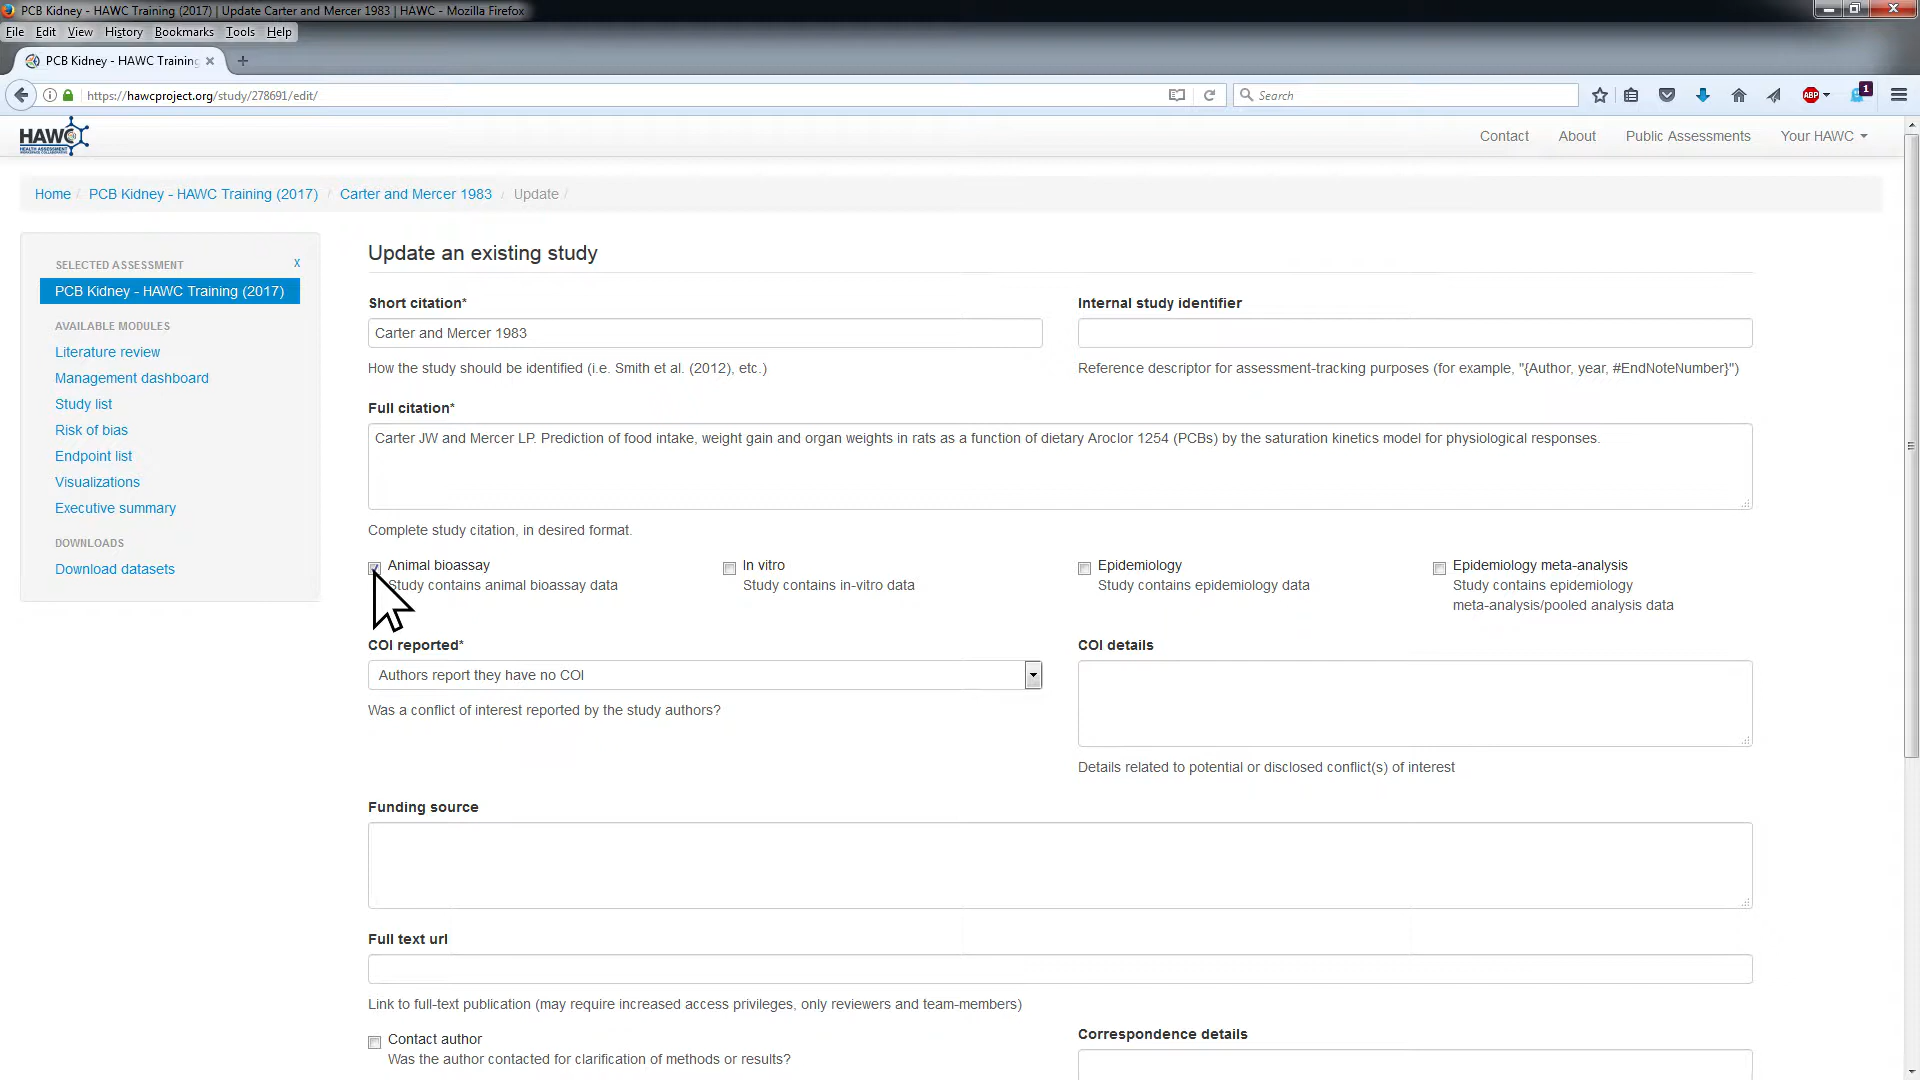 PCB Kidney - HAWC Training (2017) | Update Carter and Mercer 1983 | HAWC - Mozilla Firefox
File Edit View History Bookmarks Tools Help
PCB Kidney - HAWC Training
https://hawcproject.org/study/278691/edit/
Search
ABP
1
HAWC
HEALTH ASSESSMENT
WORKSPACE COLLABORATIVE
Contact About Public Assessments Your HAWC
Home / PCB Kidney - HAWC Training (2017) / Carter and Mercer 1983 / Update /
SELECTED ASSESSMENT x
PCB Kidney - HAWC Training (2017)
AVAILABLE MODULES
Literature review
Management dashboard
Study list
Risk of bias
Endpoint list
Visualizations
Executive summary
DOWNLOADS
Download datasets
Update an existing study
Short citation*
Carter and Mercer 1983
How the study should be identified (i.e. Smith et al. (2012), etc.)
Internal study identifier
Reference descriptor for assessment-tracking purposes (for example, "{Author, year, #EndNoteNumber}")
Full citation*
Carter JW and Mercer LP. Prediction of food intake, weight gain and organ weights in rats as a function of dietary Aroclor 1254 (PCBs) by the saturation kinetics model for physiological responses.
Complete study citation, in desired format.
Animal bioassay
Study contains animal bioassay data
In vitro
Study contains in-vitro data
Epidemiology
Study contains epidemiology data
Epidemiology meta-analysis
Study contains epidemiology
meta-analysis/pooled analysis data
COI reported*
Authors report they have no COI
Was a conflict of interest reported by the study authors?
COI details
Details related to potential or disclosed conflict(s) of interest
Funding source
Full text url
Link to full-text publication (may require increased access privileges, only reviewers and team-members)
Contact author
Was the author contacted for clarification of methods or results?
Correspondence details